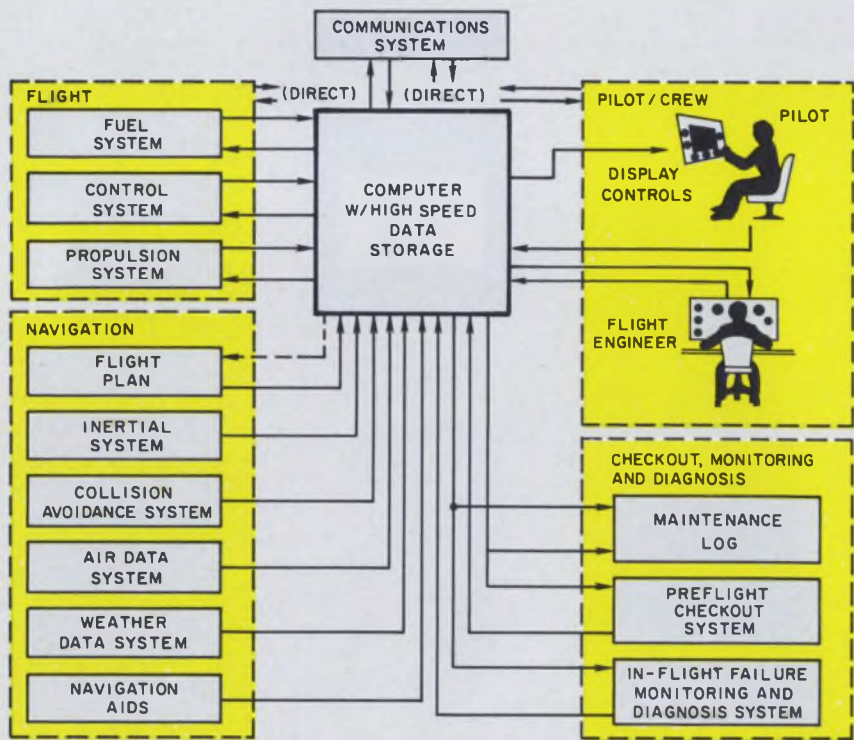 COMMUNICATIONS
SYSTEM
(DIRECT)
(DIRECT)
FLIGHT
FUEL
SYSTEM
CONTROL
SYSTEM
PROPULSION
SYSTEM
COMPUTER
W/HIGH SPEED
DATA
STORAGE
PILOT/CREW
PILOT
DISPLAY
CONTROLS
FLIGHT
ENGINEER
NAVIGATION
FLIGHT
PLAN
INERTIAL
SYSTEM
COLLISION
AVOIDANCE SYSTEM
AIR DATA
SYSTEM
WEATHER
DATA SYSTEM
NAVIGATION
AIDS
CHECKOUT, MONITORING
AND DIAGNOSIS
MAINTENANCE
LOG
PREFLIGHT
CHECKOUT
SYSTEM
IN-FLIGHT FAILURE
MONITORING AND
DIAGNOSIS SYSTEM